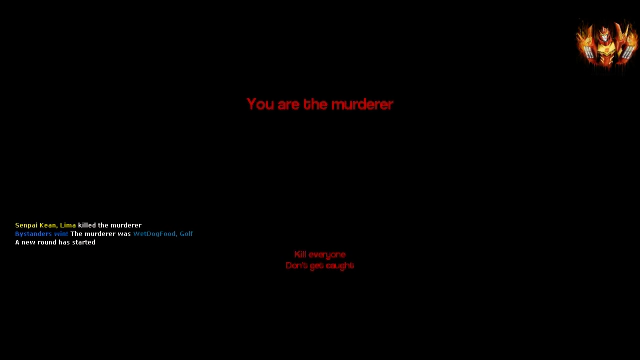 You are the murderer
Senpai Kean, Lima killed the murderer
Bystanders win! The murderer was WetDogFood, Golf
A new round has started
Kill everyone
Don't get caught